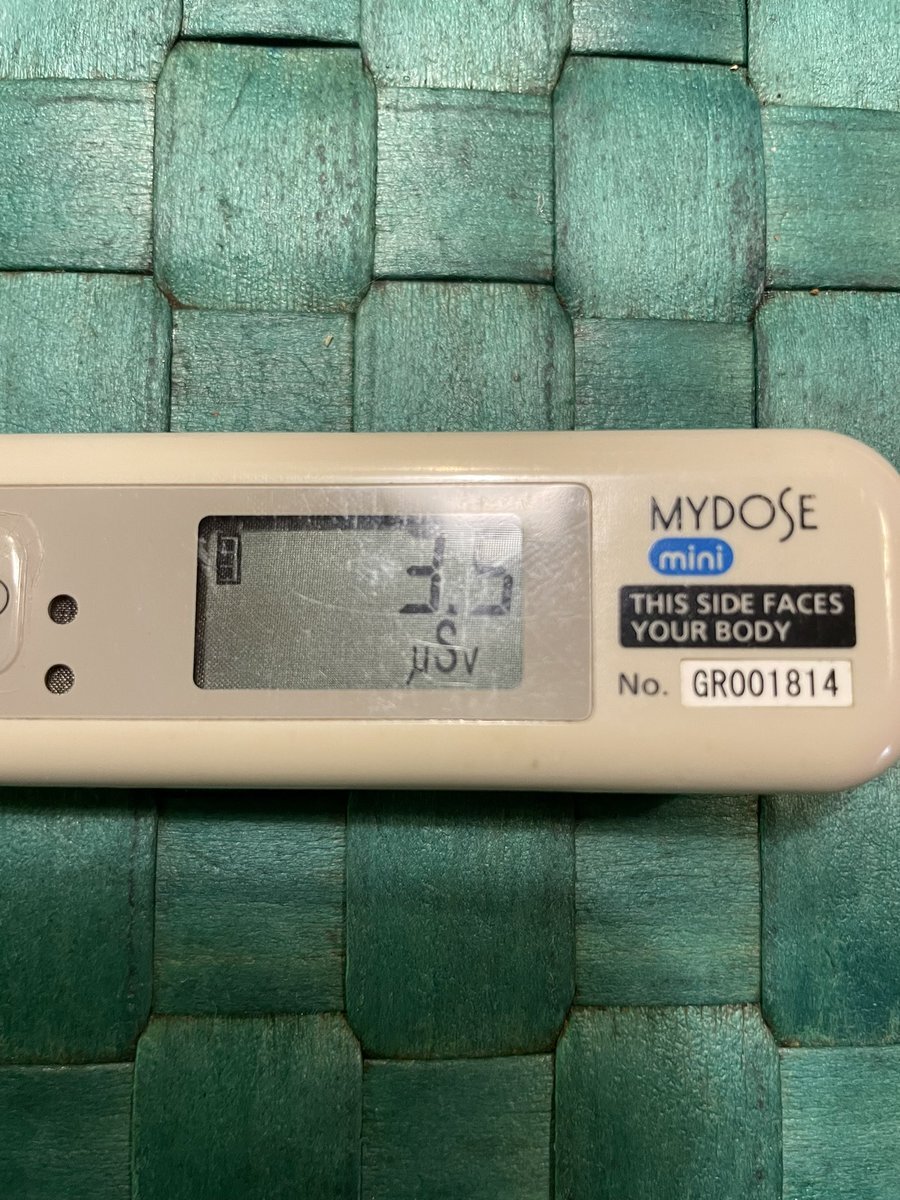 MYDOSE
mini
THIS SIDE FACES
YOUR BODY
µSv
No. GR001814